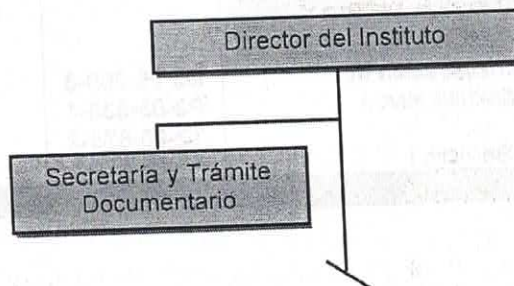 Director del Instituto
Secretaría y Trámite
Documentario